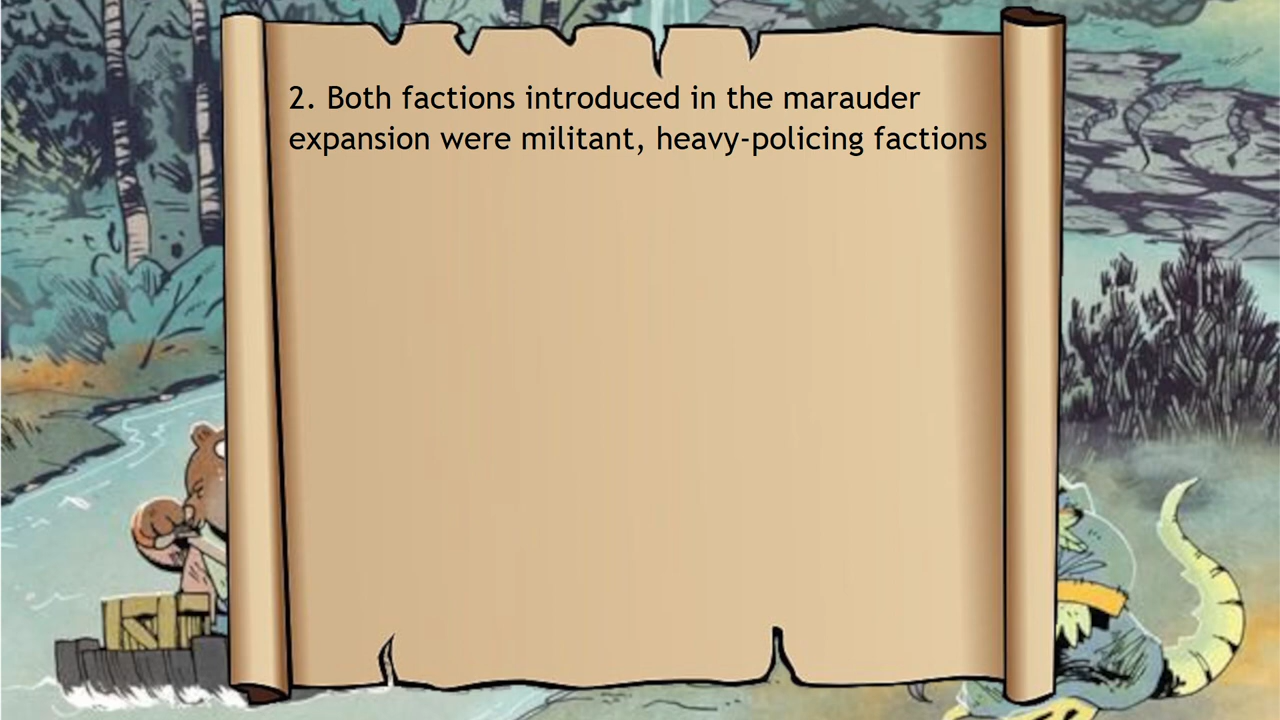 2. Both factions introduced in the marauder
expansion were militant, heavy-policing factions